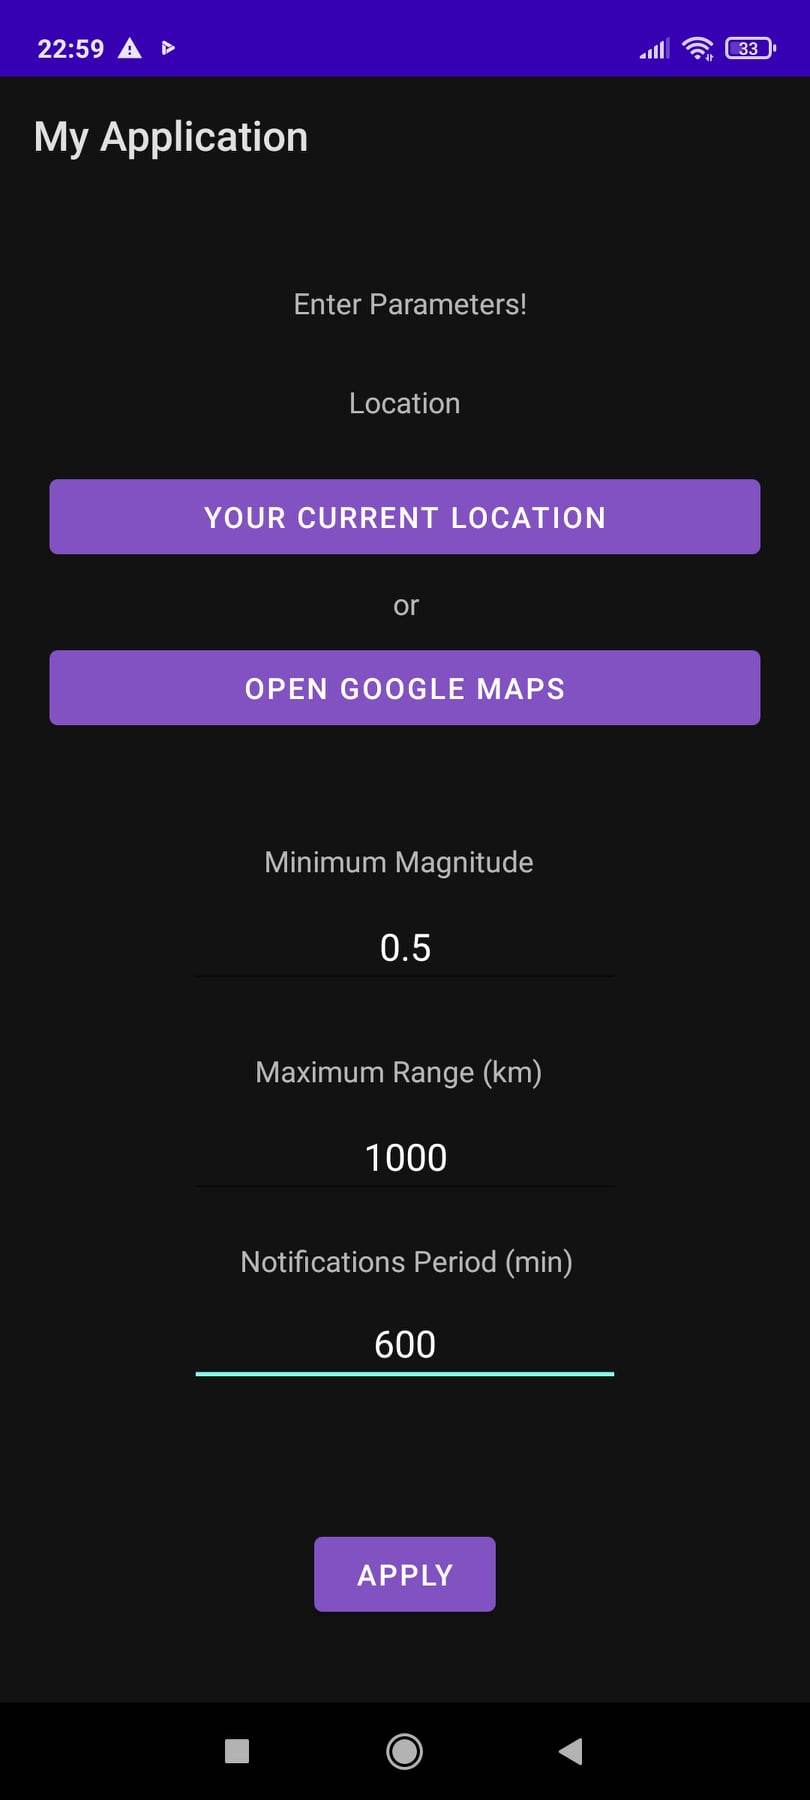 22:59
33
My Application
Enter Parameters!
Location
YOUR CURRENT LOCATION
or
OPEN GOOGLE MAPS
Minimum Magnitude
0.5
Maximum Range (km)
1000
Notifications Period (min)
600
APPLY